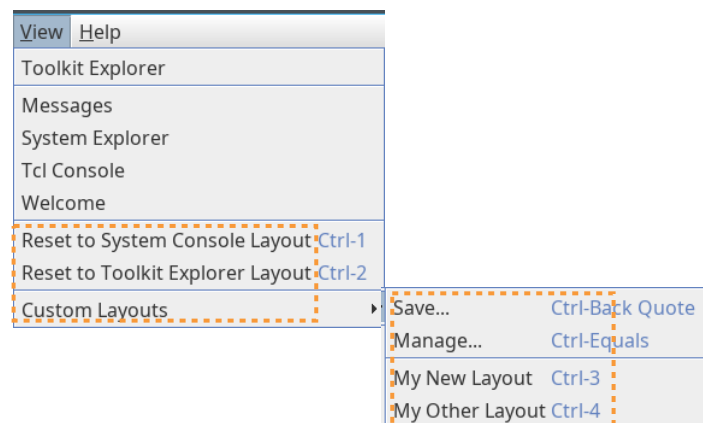 View Help
Toolkit Explorer
Messages
System Explorer
Tcl Console
Welcome
Reset to System Console Layout Ctrl-1
Reset to Toolkit Explorer Layout Ctrl-2
Custom Layouts
Save... Ctrl-Back Quote
Manage... Ctrl-Equals
My New Layout Ctrl-3
My Other Layout Ctrl-4